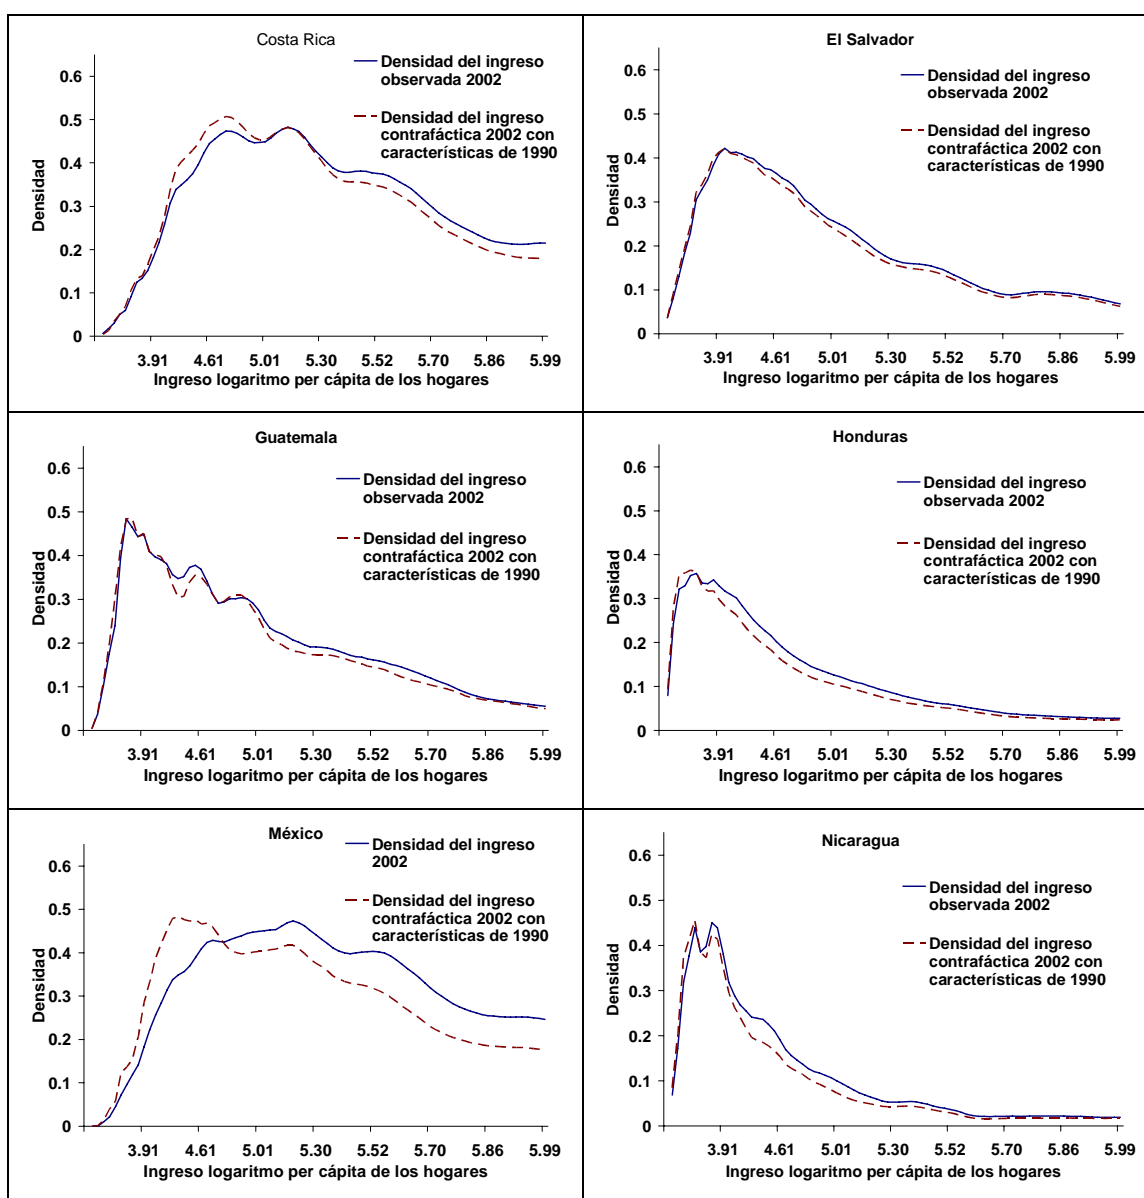 Costa Rica
Densidad del ingreso
observada 2002
Densidad del ingreso
contrafáctica 2002 con
características de 1990
Densidad
0.6
0.5
0.4
0.3
0.2
0.1
0
3.91 4.61 5.01 5.30 5.52 5.70 5.86 5.99
Ingreso logaritmo per cápita de los hogares
El Salvador
Densidad del ingreso
observada 2002
Densidad del ingreso
contrafáctica 2002 con
características de 1990
Densidad
0.6
0.5
0.4
0.3
0.2
0.1
0
3.91 4.61 5.01 5.30 5.52 5.70 5.86 5.99
Ingreso logaritmo per cápita de los hogares
Guatemala
Densidad del ingreso
observada 2002
Densidad del ingreso
contrafáctica 2002 con
características de 1990
Densidad
0.6
0.5
0.4
0.3
0.2
0.1
0
3.91 4.61 5.01 5.30 5.52 5.70 5.86 5.99
Ingreso logaritmo per cápita de los hogares
Honduras
Densidad del ingreso
observada 2002
Densidad del ingreso
contrafáctica 2002 con
características de 1990
Densidad
0.6
0.5
0.4
0.3
0.2
0.1
0
3.91 4.61 5.01 5.30 5.52 5.70 5.86 5.99
Ingreso logaritmo per cápita de los hogares
México
Densidad del ingreso
2002
Densidad del ingreso
contrafáctica 2002 con
características de 1990
Densidad
0.6
0.5
0.4
0.3
0.2
0.1
0
3.91 4.61 5.01 5.30 5.52 5.70 5.86 5.99
Ingreso logaritmo per cápita de los hogares
Nicaragua
Densidad del ingreso
observada 2002
Densidad del ingreso
contrafáctica 2002 con
características de 1990
Densidad
0.6
0.5
0.4
0.3
0.2
0.1
0
3.91 4.61 5.01 5.30 5.52 5.70 5.86 5.99
Ingreso logaritmo per cápita de los hogares